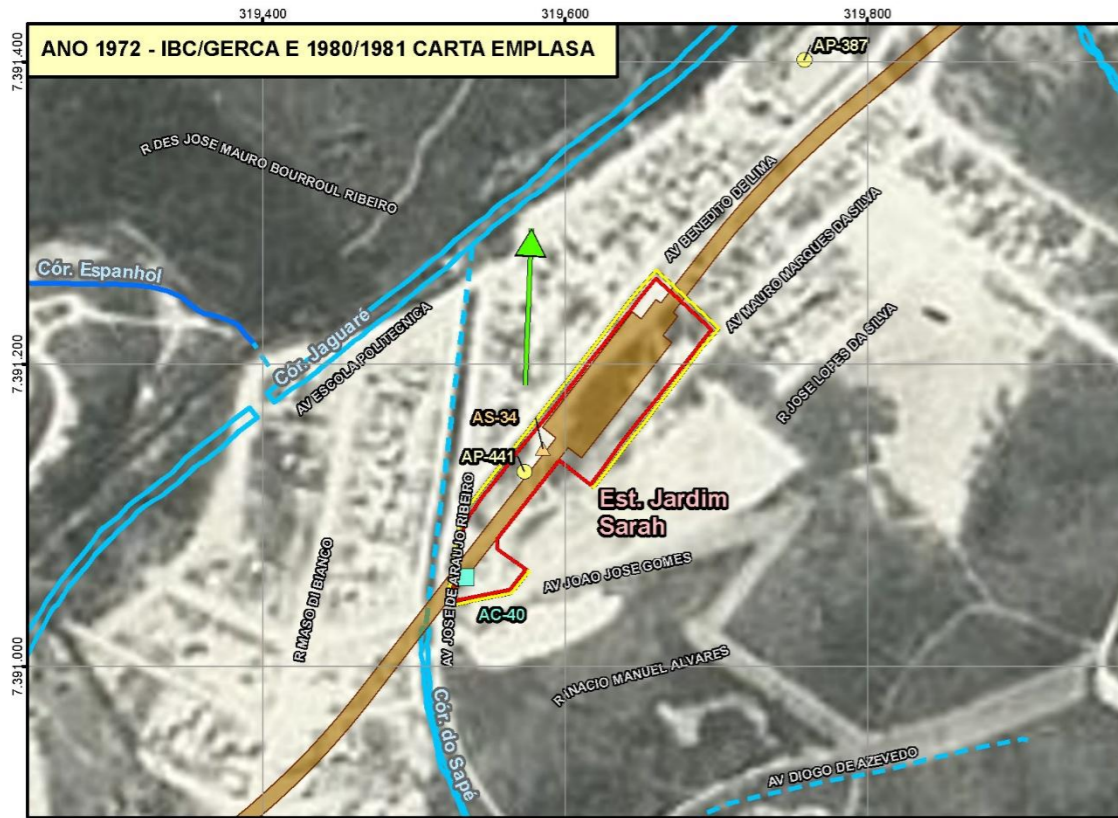 319,400
319,600
319,800
ANO 1972 - IBC/GERCA E 1980/1981 CARTA EMPLASA
7.391.400
AP-387
R DES JOSE MAURO BOURROUL RIBEIRO
AV BENEDITO DE LIMA
AV MAURO MARQUES DA SILVA
Cór. Espanhol
Cór. Jaguaré
AV ESCOLA POLITECNICA
7.391.200
R JOSE LOPES DA SILVA
AS-34
AP-441
Est. Jardim
Sarah
AV JOSE DE ARAUJO RIBEIRO
R MASO DI BIANCO
AV JOAO JOSE GOMES
AC-40
7.391.000
R INACIO MANUEL ALVARES
Cór. do Sapé
AV DIOGO DE AZEVEDO